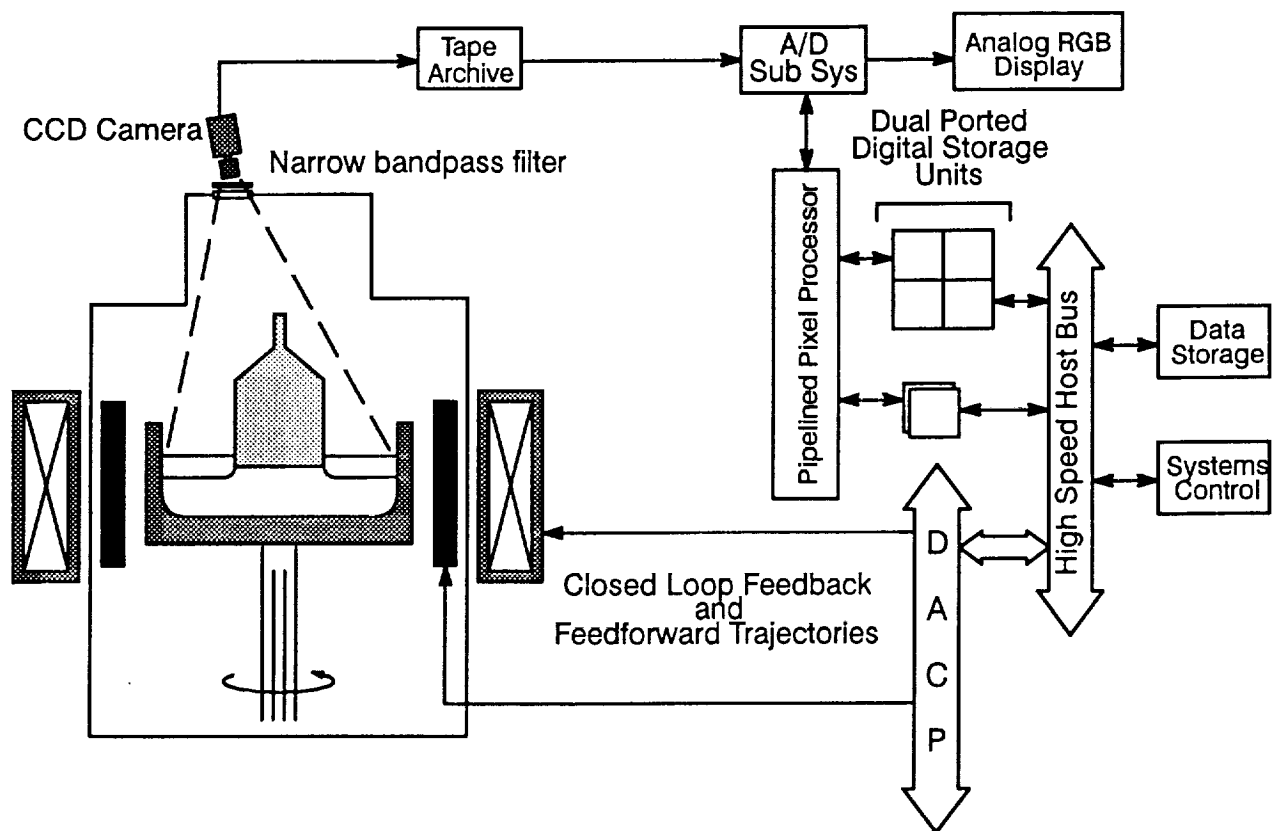 Tape
Archive
A/D
Sub Sys
Analog RGB
Display
CCD Camera
Narrow bandpass filter
Dual Ported
Digital Storage
Units
Pipelined Pixel Processor
High Speed Host Bus
Data
Storage
Systems
Control
Closed Loop Feedback
and
Feedforward Trajectories
D
A
C
P